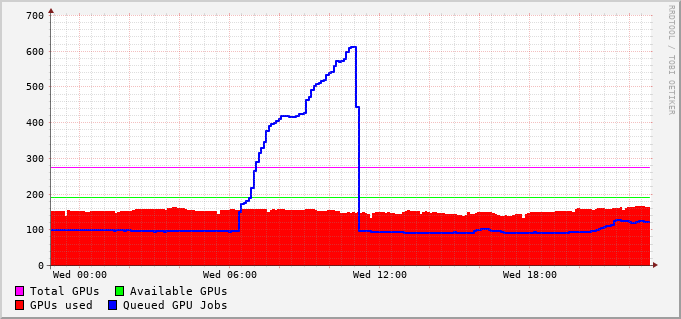 700
600
500
400
300
200
100
0
Wed 00:00 Wed 06:00 Wed 12:00 Wed 18:00
Total GPUs Available GPUs
GPUs used Queued GPU Jobs
RRDTOOL / TOBI OETIKER